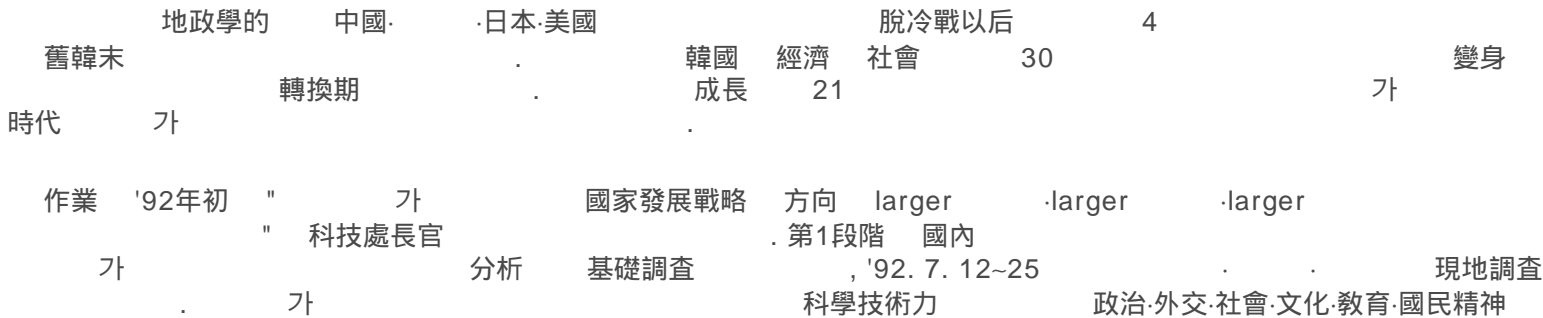 地政學的 中國· ·日本·美國 脫冷戰以后 4
舊韓末 . 韓國 經濟 社會 30 變身
轉換期 . 成長 21 가
時代 가 .
作業 '92年初 " 가 國家發展戰略 方向 larger ·larger ·larger
" 科技處長官 . 第1段階 國內
가 分析 基礎調査 , '92. 7. 12~25 · · 現地調査
. 가 科學技術力 政治·外交·社會·文化·敎育·國民精神